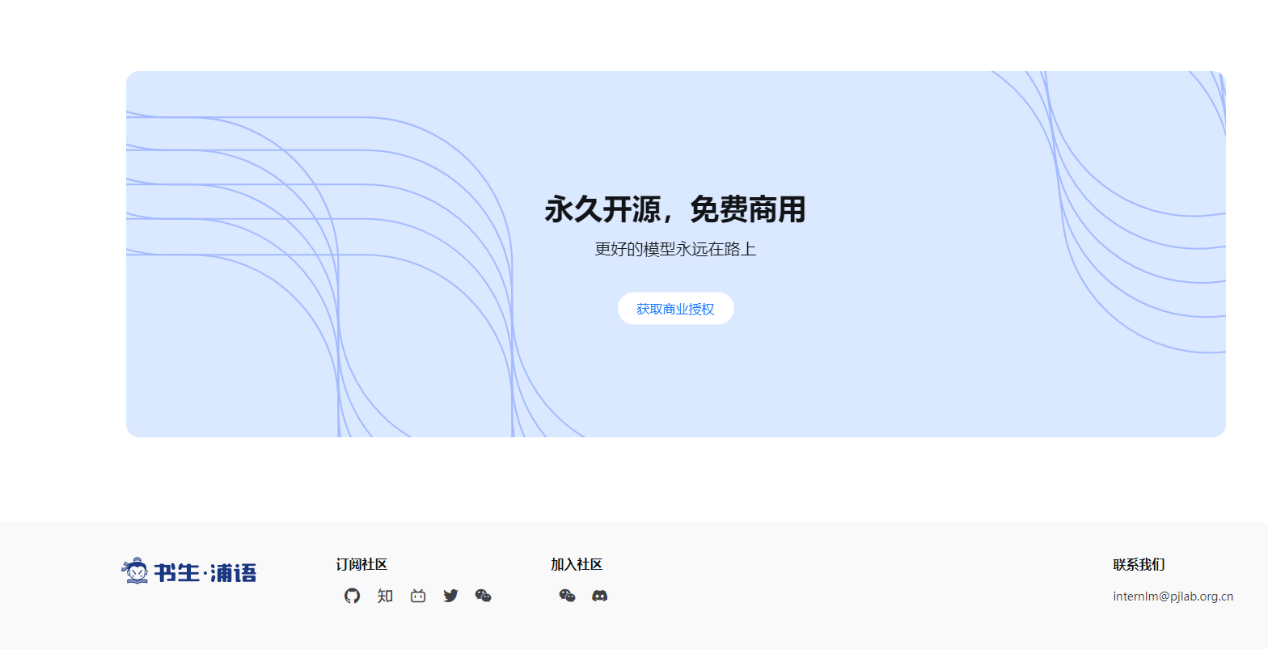 永久开源，免费商用
更好的模型永远在路上
获取商业授权
书生·浦语
订阅社区
知
加入社区
联系我们
internlm@pjlab.org.cn